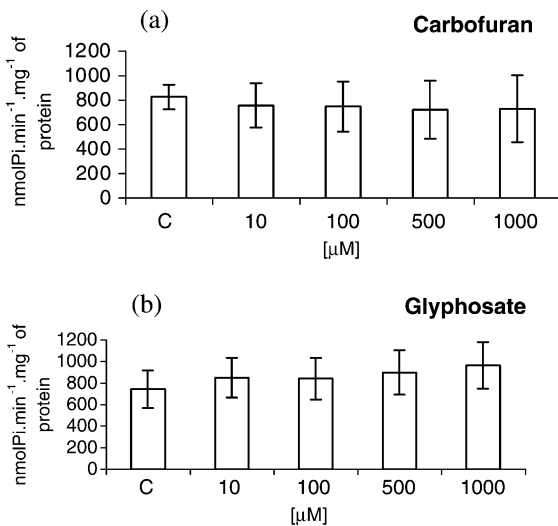 (a) Carbofuran
nmolPi.min⁻¹.mg⁻¹ of
protein
1200
1000
800
600
400
200
0
C 10 100 500 1000
[μM]
(b) Glyphosate
nmolPi.min⁻¹.mg⁻¹ of
protein
1200
1000
800
600
400
200
0
C 10 100 500 1000
[μM]